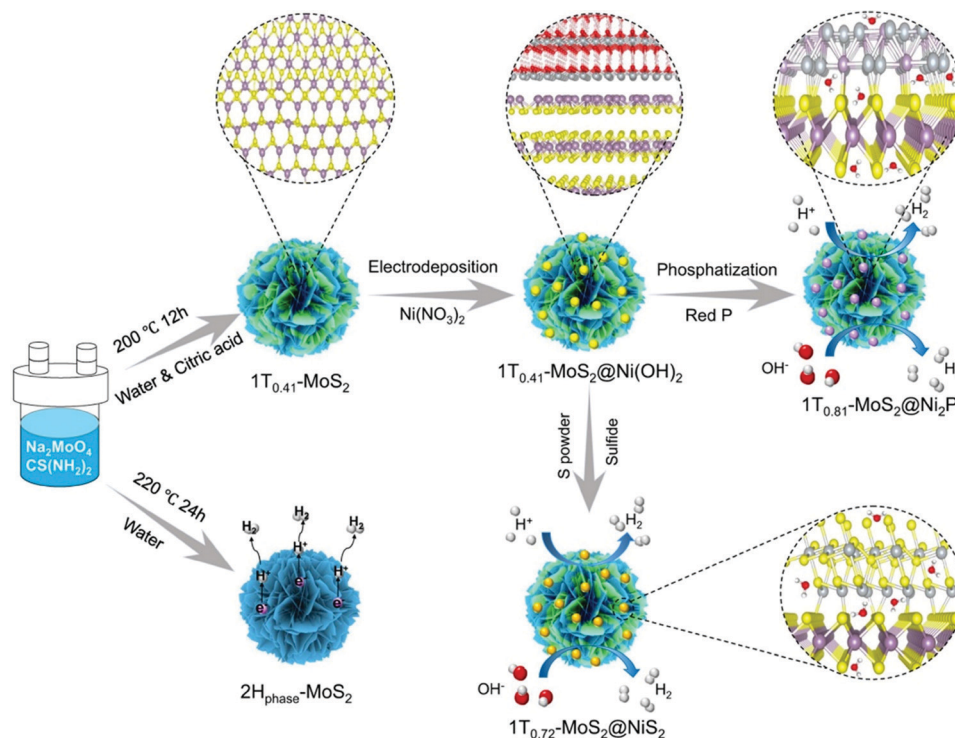 H⁺
H₂
Electrodeposition
Ni(NO₃)₂
Phosphatization
Red P
200 ℃ 12h
Water & Citric acid
OH⁻
H
1T₀.₄₁-MoS₂
1T₀.₄₁-MoS₂@Ni(OH)₂
1T₀.₈₁-MoS₂@Ni₂P
Na₂MoO₄
CS(NH₂)₂
S powder
Sulfide
220 ℃ 24h
Water
H₂
H₂
H₂
H⁺
H⁺
H⁺
e
e
e
H⁺
H₂
2Hphase-MoS₂
OH⁻
H₂
1T₀.₇₂-MoS₂@NiS₂